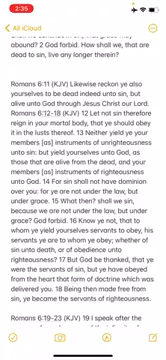 2:35
All iCloud
abound? 2 God forbid. How shall we, that are
dead to sin, live any longer therein?
Romans 6:11 (KJV) Likewise reckon ye also
yourselves to be dead indeed unto sin, but
alive unto God through Jesus Christ our Lord.
Romans 6:12-18 (KJV) 12 Let not sin therefore
reign in your mortal body, that ye should obey it
in the lusts thereof. 13 Neither yield ye your
members [as] instruments of unrighteousness
unto sin: but yield yourselves unto God, as
those that are alive from the dead, and your
members [as] instruments of righteousness
unto God. 14 For sin shall not have dominion
over you: for ye are not under the law, but
under grace. 15 What then? shall we sin,
because we are not under the law, but under
grace? God forbid. 16 Know ye not, that to
whom ye yield yourselves servants to obey, his
servants ye are to whom ye obey; whether of
sin unto death, or of obedience unto
righteousness? 17 But God be thanked, that ye
were the servants of sin, but ye have obeyed
from the heart that form of doctrine which was
delivered you. 18 Being then made free from
sin, ye became the servants of righteousness.
Romans 6:19-23 (KJV) 19 I speak after the